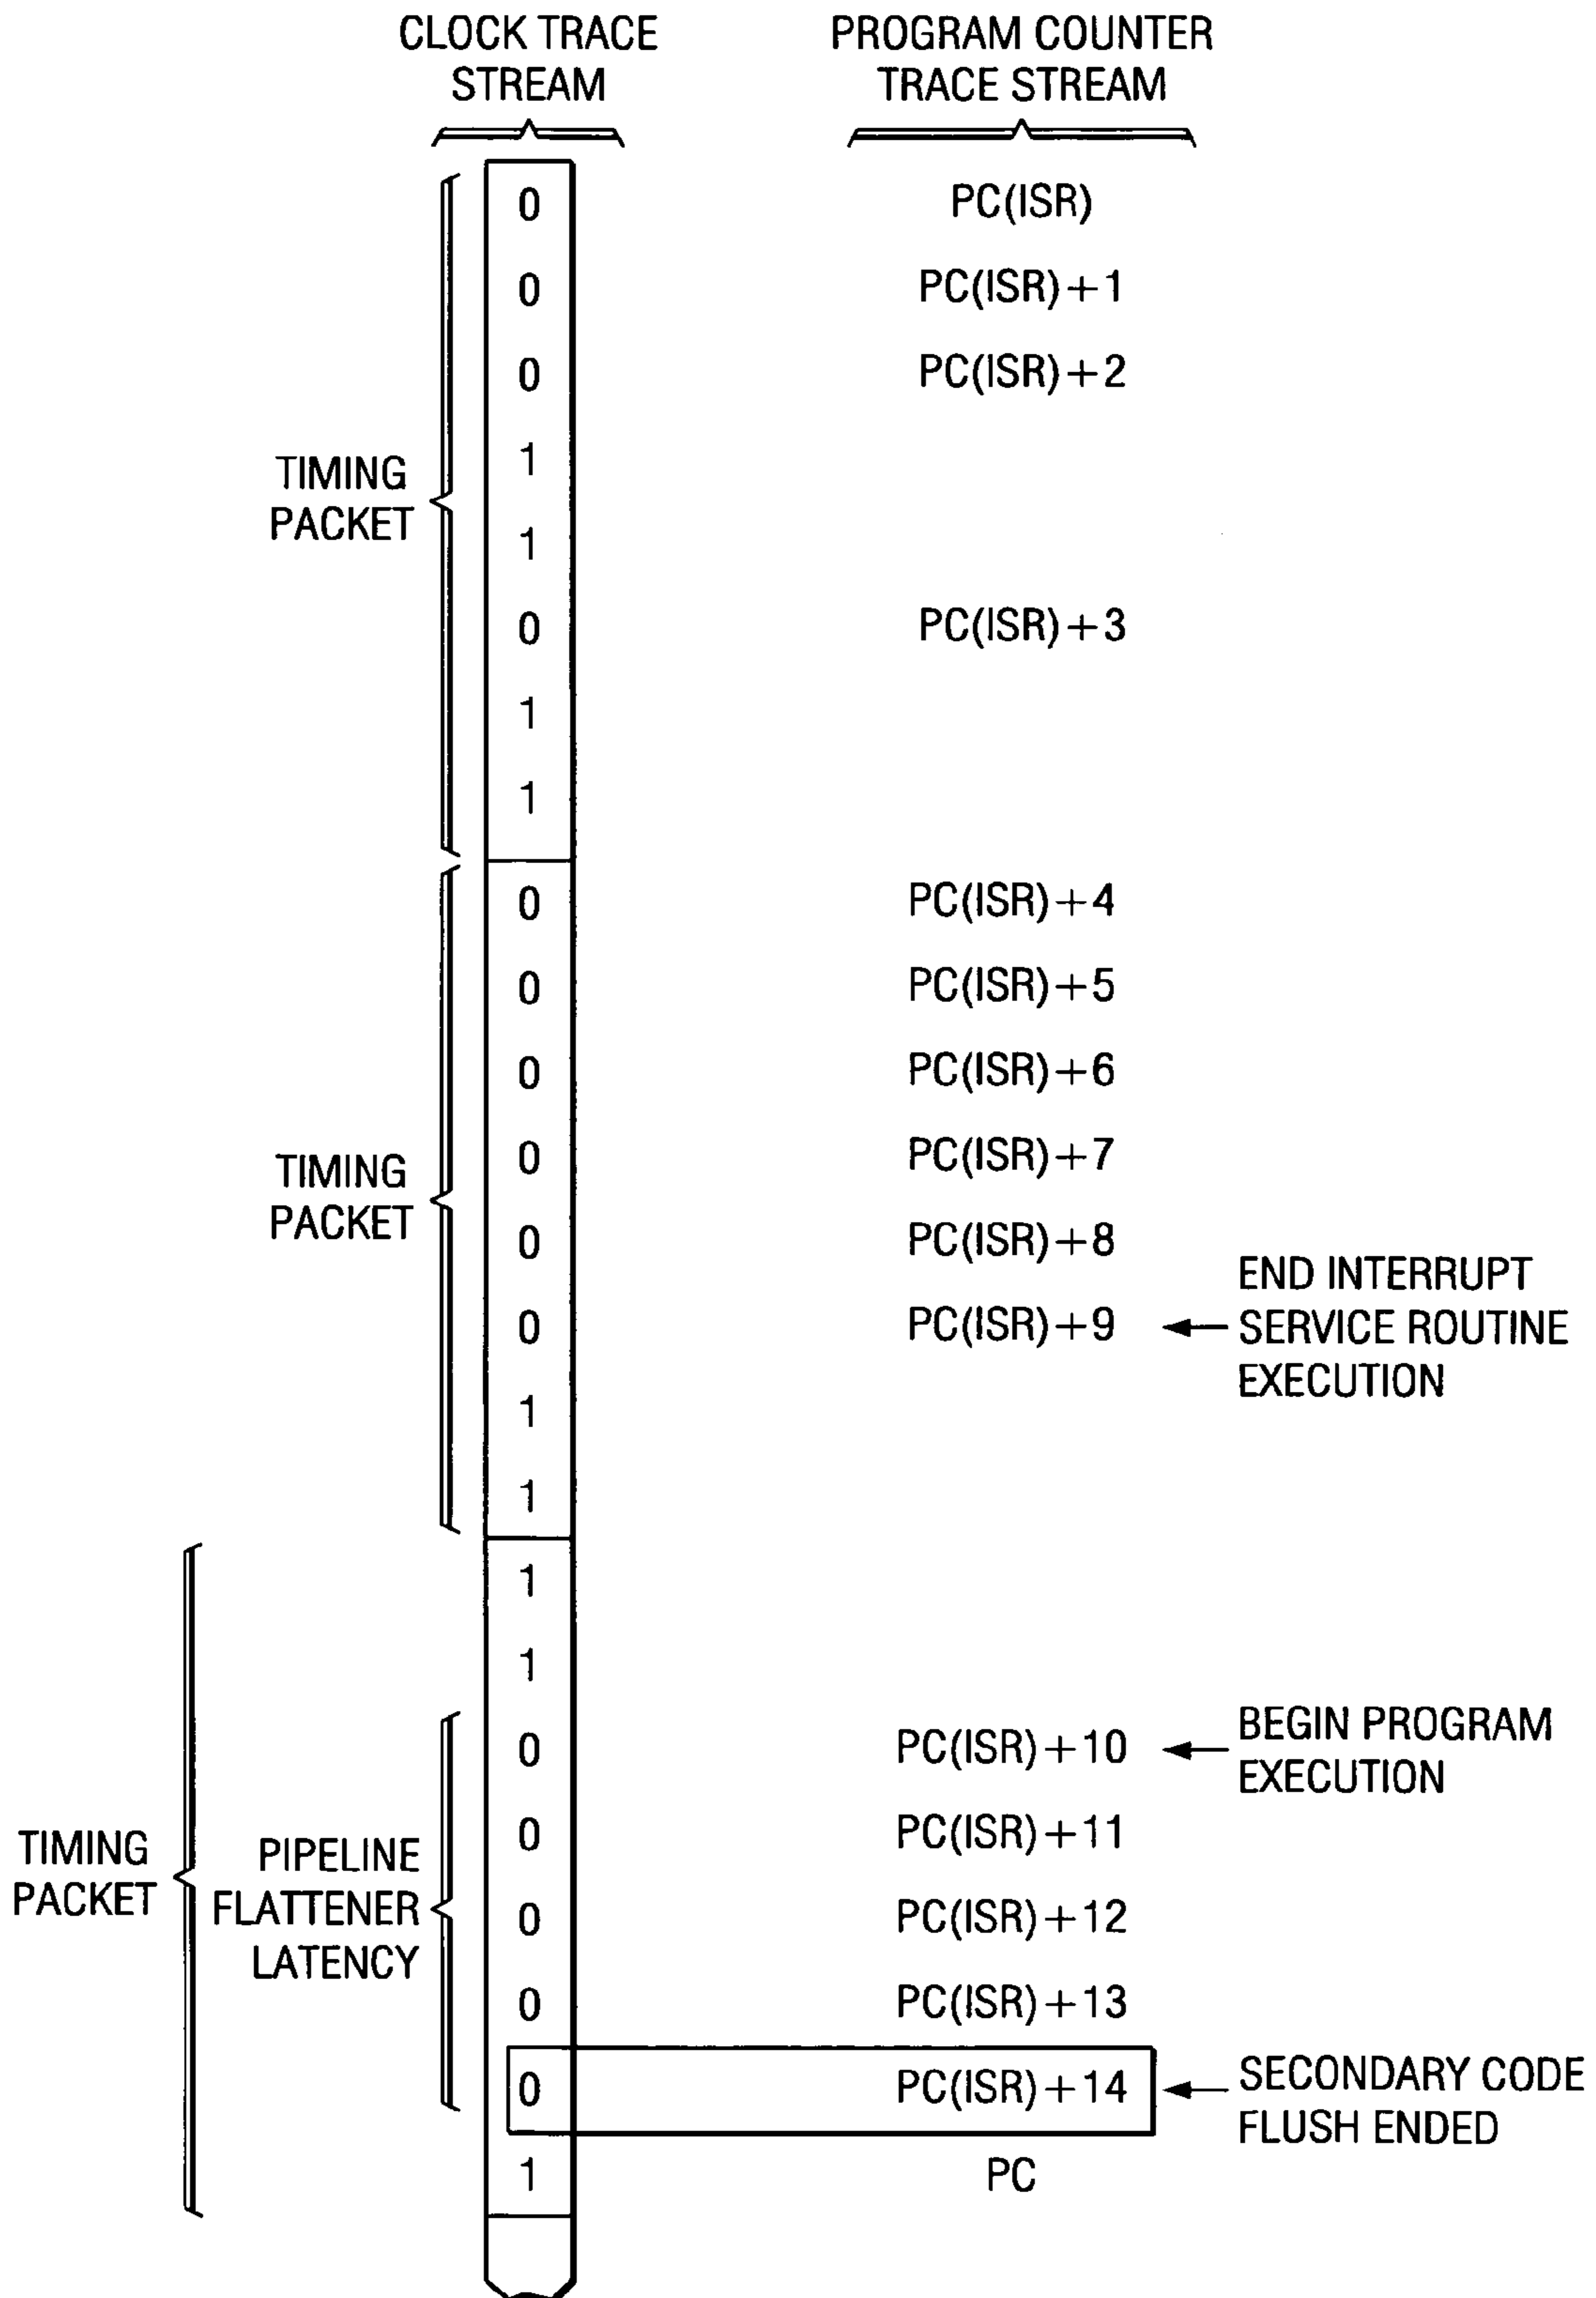 CLOCK TRACE
STREAM
PROGRAM COUNTER
TRACE STREAM
0 PC(ISR)
0 PC(ISR)+1
0 PC(ISR)+2
1
TIMING
PACKET
1
0 PC(ISR)+3
1
1
0 PC(ISR)+4
0 PC(ISR)+5
0 PC(ISR)+6
0 PC(ISR)+7
TIMING
PACKET
0 PC(ISR)+8
0 PC(ISR)+9
END INTERRUPT
SERVICE ROUTINE
EXECUTION
1
1
1
1
0 PC(ISR)+10
BEGIN PROGRAM
EXECUTION
0 PC(ISR)+11
TIMING
PACKET
PIPELINE
FLATTENER
LATENCY
0 PC(ISR)+12
0 PC(ISR)+13
0 PC(ISR)+14
SECONDARY CODE
FLUSH ENDED
1 PC